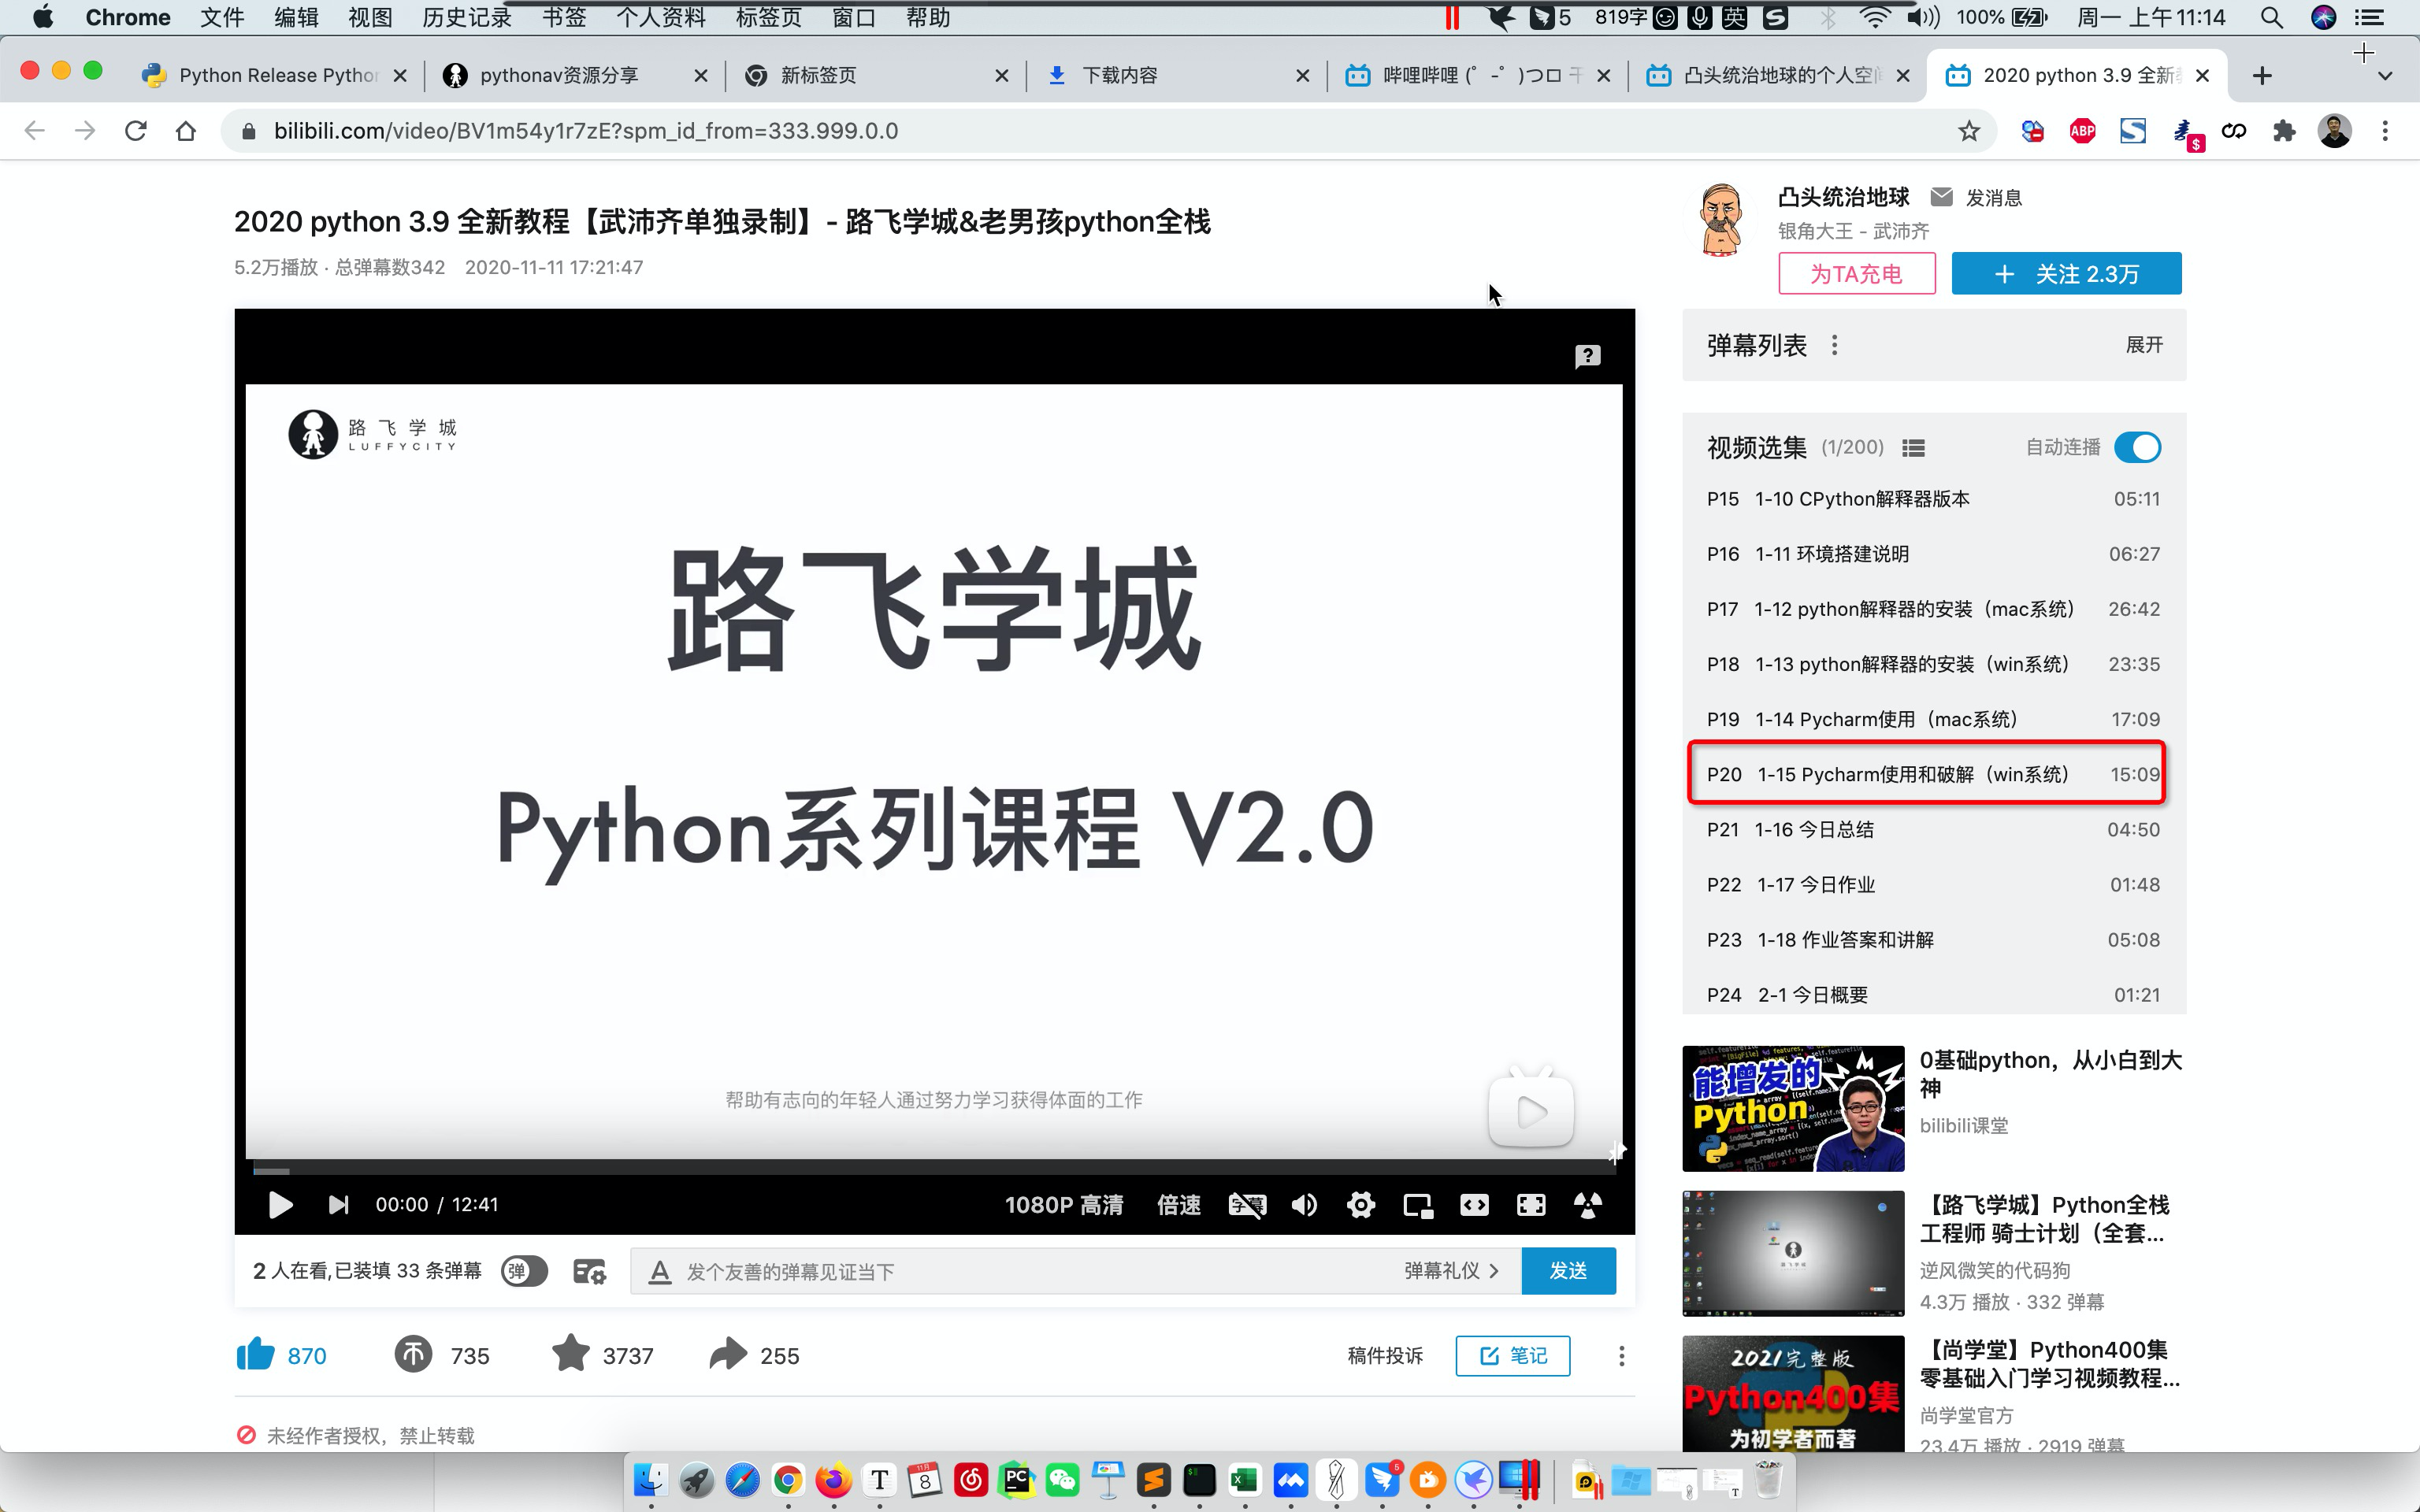 Chrome 文件 编辑 视图 历史记录 书签 个人资料 标签页 窗口 帮助 5 819字 英 100% 周一 上午11:14
Python Release Pytho
pythonav资源分享
新标签页
下载内容
哔哩哔哩 (゜-゜)つロ 干
凸头统治地球的个人空间
2020 python 3.9 全新
bilibili.com/video/BV1m54y1r7zE?spm_id_from=333.999.0.0
ABP
$
2020 python 3.9 全新教程【武沛齐单独录制】- 路飞学城&老男孩python全栈
5.2万播放 · 总弹幕数342 2020-11-11 17:21:47
路飞学城
LUFFYCITY
路飞学城
Python系列课程 V2.0
帮助有志向的年轻人通过努力学习获得体面的工作
00:00 / 12:41 1080P 高清 倍速 字幕
2 人在看,已装填 33 条弹幕 弹 发个友善的弹幕见证当下 弹幕礼仪 发送
870 735 3737 255 稿件投诉 笔记
未经作者授权，禁止转载
凸头统治地球 发消息
银角大王 - 武沛齐
为TA充电 + 关注 2.3万
弹幕列表 展开
视频选集 (1/200) 自动连播
P15 1-10 CPython解释器版本 05:11
P16 1-11 环境搭建说明 06:27
P17 1-12 python解释器的安装（mac系统） 26:42
P18 1-13 python解释器的安装（win系统） 23:35
P19 1-14 Pycharm使用（mac系统） 17:09
P20 1-15 Pycharm使用和破解（win系统） 15:09
P21 1-16 今日总结 04:50
P22 1-17 今日作业 01:48
P23 1-18 作业答案和讲解 05:08
P24 2-1 今日概要 01:21
能增发的
Python
0基础python，从小白到大
神
bilibili课堂
【路飞学城】Python全栈
工程师 骑士计划（全套...
逆风微笑的代码狗
4.3万 播放 · 332 弹幕
2021完整版
Python400集
为初学者而著
【尚学堂】Python400集
零基础入门学习视频教程...
尚学堂官方
23.4万 播放 · 2919 弹幕
11月
8
PC
5